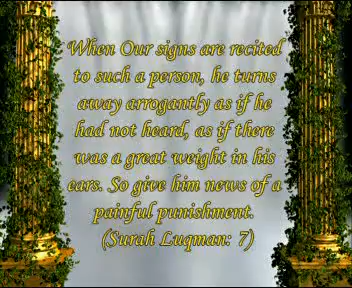 When Our signs are recited
to such a person, he turns
away arrogantly as if he
had not heard, as if there
was a great weight in his
ears. So give him news of a
painful punishment.
(Surah Luqman: 7)